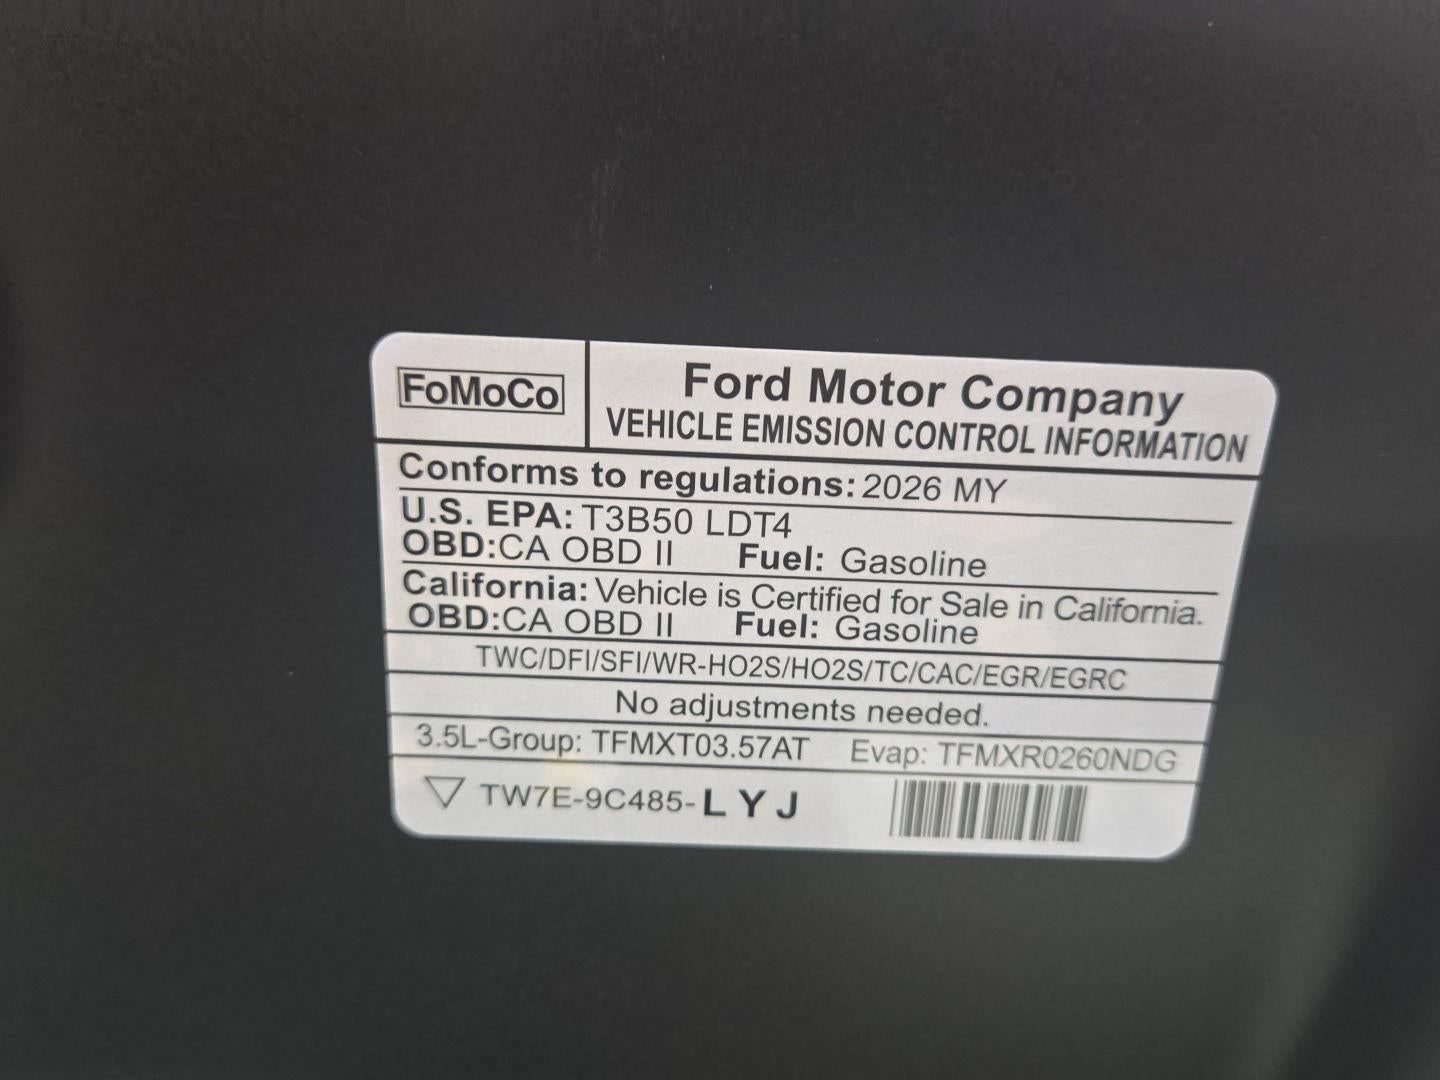 FoMoCo
Ford Motor Company
VEHICLE EMISSION CONTROL INFORMATION
Conforms to regulations: 2026 MY
U.S. EPA: T3B50 LDT4
OBD:CA OBD II Fuel: Gasoline
California: Vehicle is Certified for Sale in California.
OBD:CA OBD II Fuel: Gasoline
TWC/DFI/SFI/WR-HO2S/HO2S/TC/CAC/EGR/EGRC
No adjustments needed.
3.5L-Group: TFMXT03.57AT Evap: TFMXR0260NDG
TW7E-9C485-LYJ